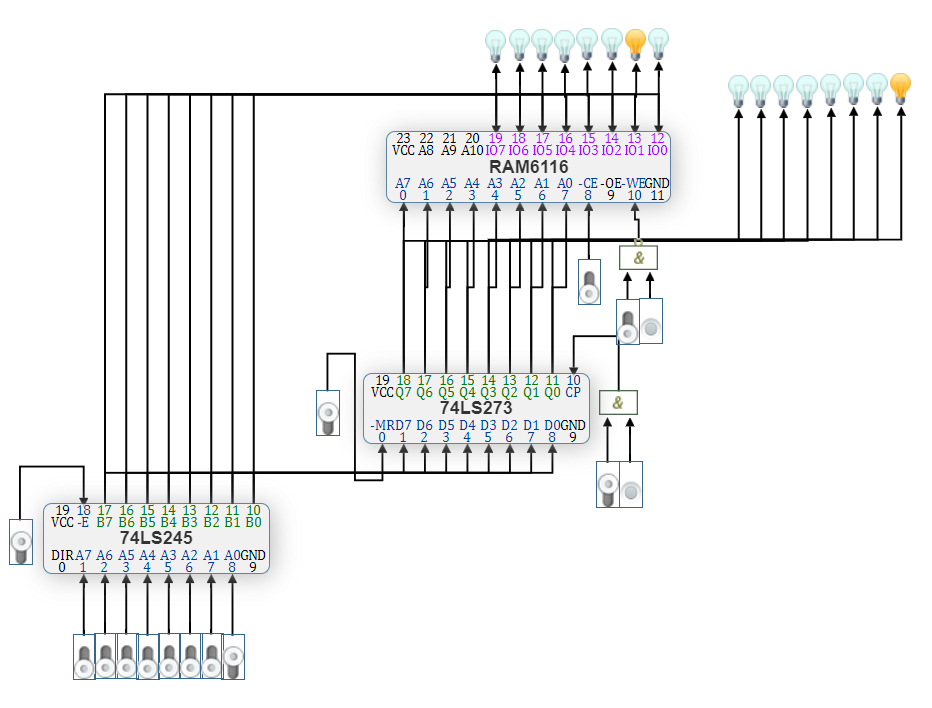 23 22 21 20 19 18 17 16 15 14 13 12
VCC A8 A9 A10 IO7 IO6 IO5 IO4 IO3 IO2 IO1 IO0
RAM6116
A7 A6 A5 A4 A3 A2 A1 A0 -CE -OE -WE GND
0 1 2 3 4 5 6 7 8 9 10 11
&
19 18 17 16 15 14 13 12 11 10
VCC Q7 Q6 Q5 Q4 Q3 Q2 Q1 Q0 CP
74LS273
&
-MR D7 D6 D5 D4 D3 D2 D1 D0 GND
0 1 2 3 4 5 6 7 8 9
19 18 17 16 15 14 13 12 11 10
VCC -E B7 B6 B5 B4 B3 B2 B1 B0
74LS245
DIR A7 A6 A5 A4 A3 A2 A1 A0 GND
0 1 2 3 4 5 6 7 8 9